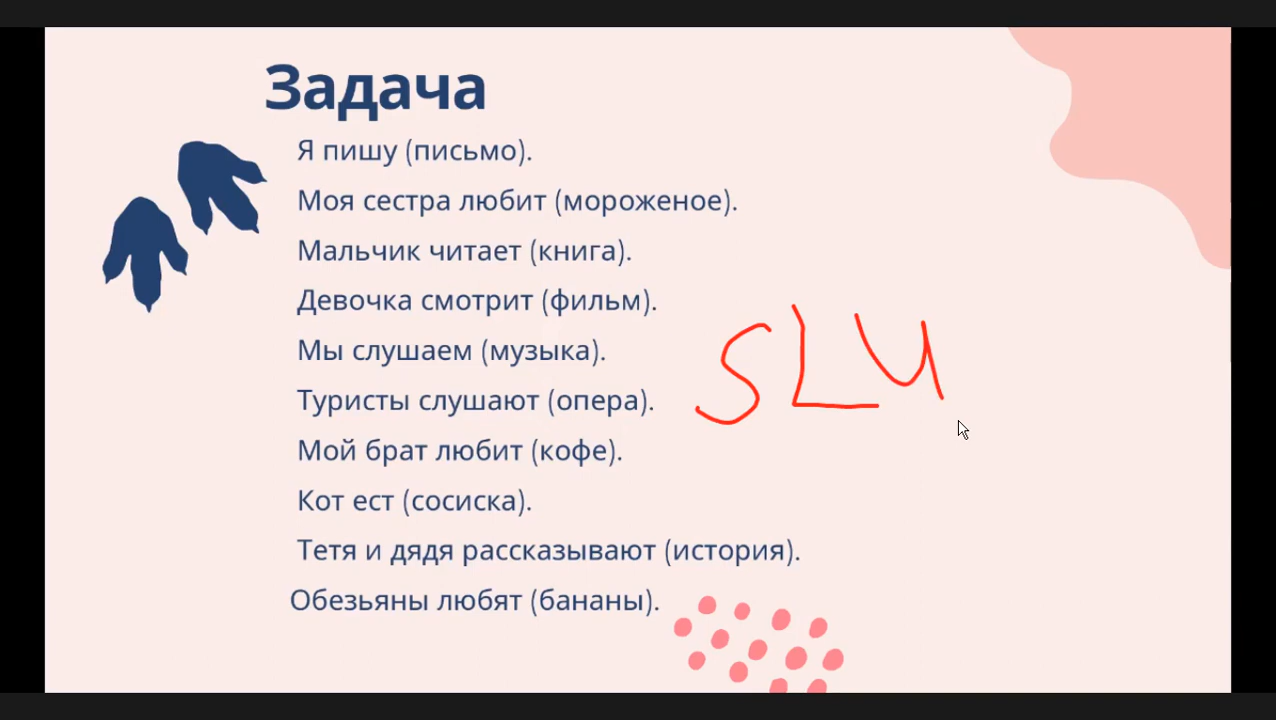 Задача
Я пишу (письмо).
Моя сестра любит (мороженое).
Мальчик читает (книга).
Девочка смотрит (фильм).
Мы слушаем (музыка).
Туристы слушают (опера).
SLU
Мой брат любит (кофе).
Кот ест (сосиска).
Тетя и дядя рассказывают (история).
Обезьяны любят (бананы).